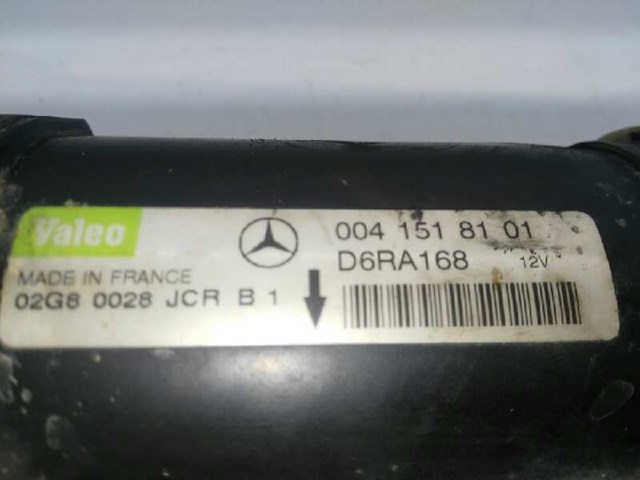 Valeo
004 151 81 01
MADE IN FRANCE
D6RA168 12V
02G8 0028 JCR B 1